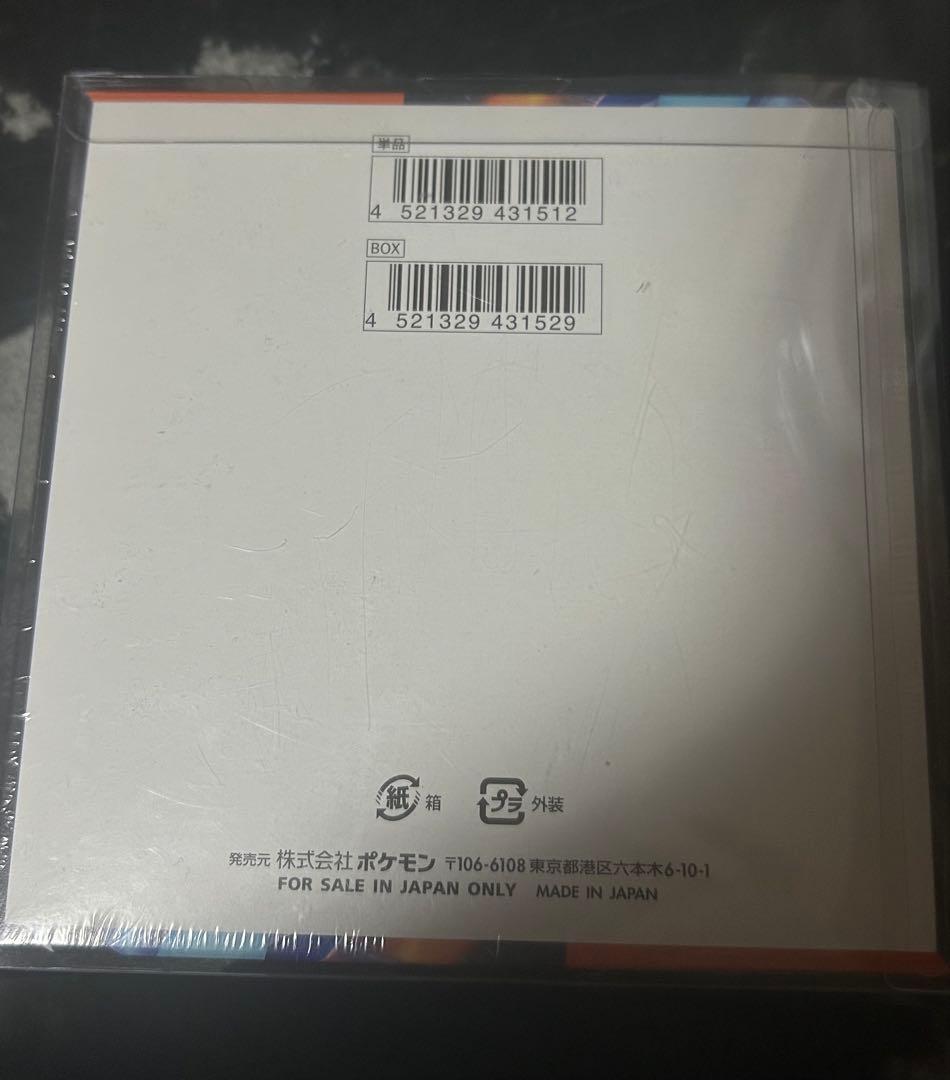 単品
4 521329 431512
BOX
4 521329 431529
紙 箱 プラ 外装
発売元 株式会社ポケモン 〒106-6108 東京都港区六本木6-10-1
FOR SALE IN JAPAN ONLY MADE IN JAPAN